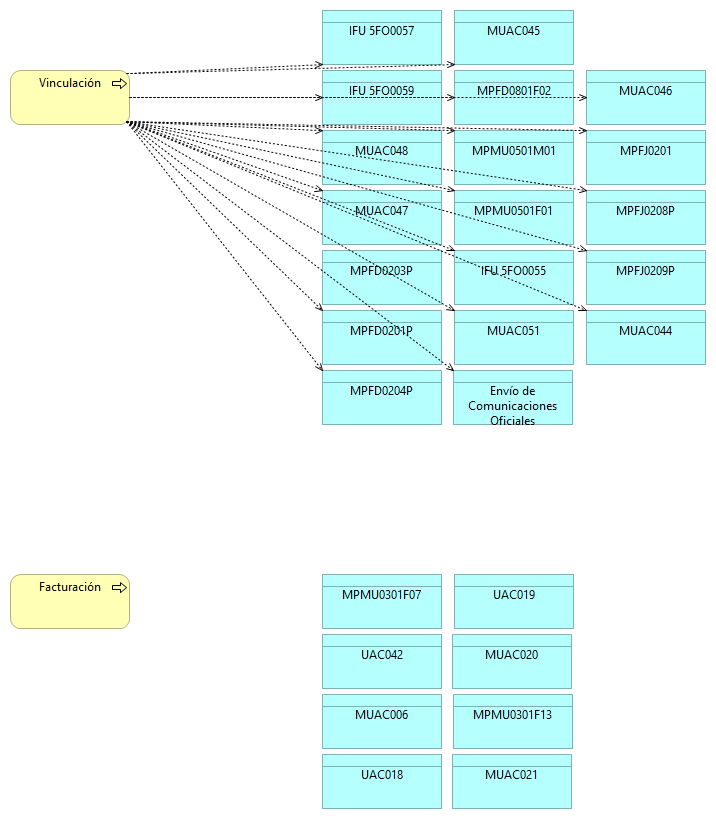 IFU 5FO0057
MUAC045
Vinculación
IFU 5FO0059
MPFD0801F02
MUAC046
MUAC048
MPMU0501M01
MPFJ0201
MUAC047
MPMU0501F01
MPFJ0208P
MPFD0203P
IFU 5FO0055
MPFJ0209P
MPFD0201P
MUAC051
MUAC044
MPFD0204P
Envío de
Comunicaciones
Oficiales
Facturación
MPMU0301F07
UAC019
UAC042
MUAC020
MUAC006
MPMU0301F13
UAC018
MUAC021